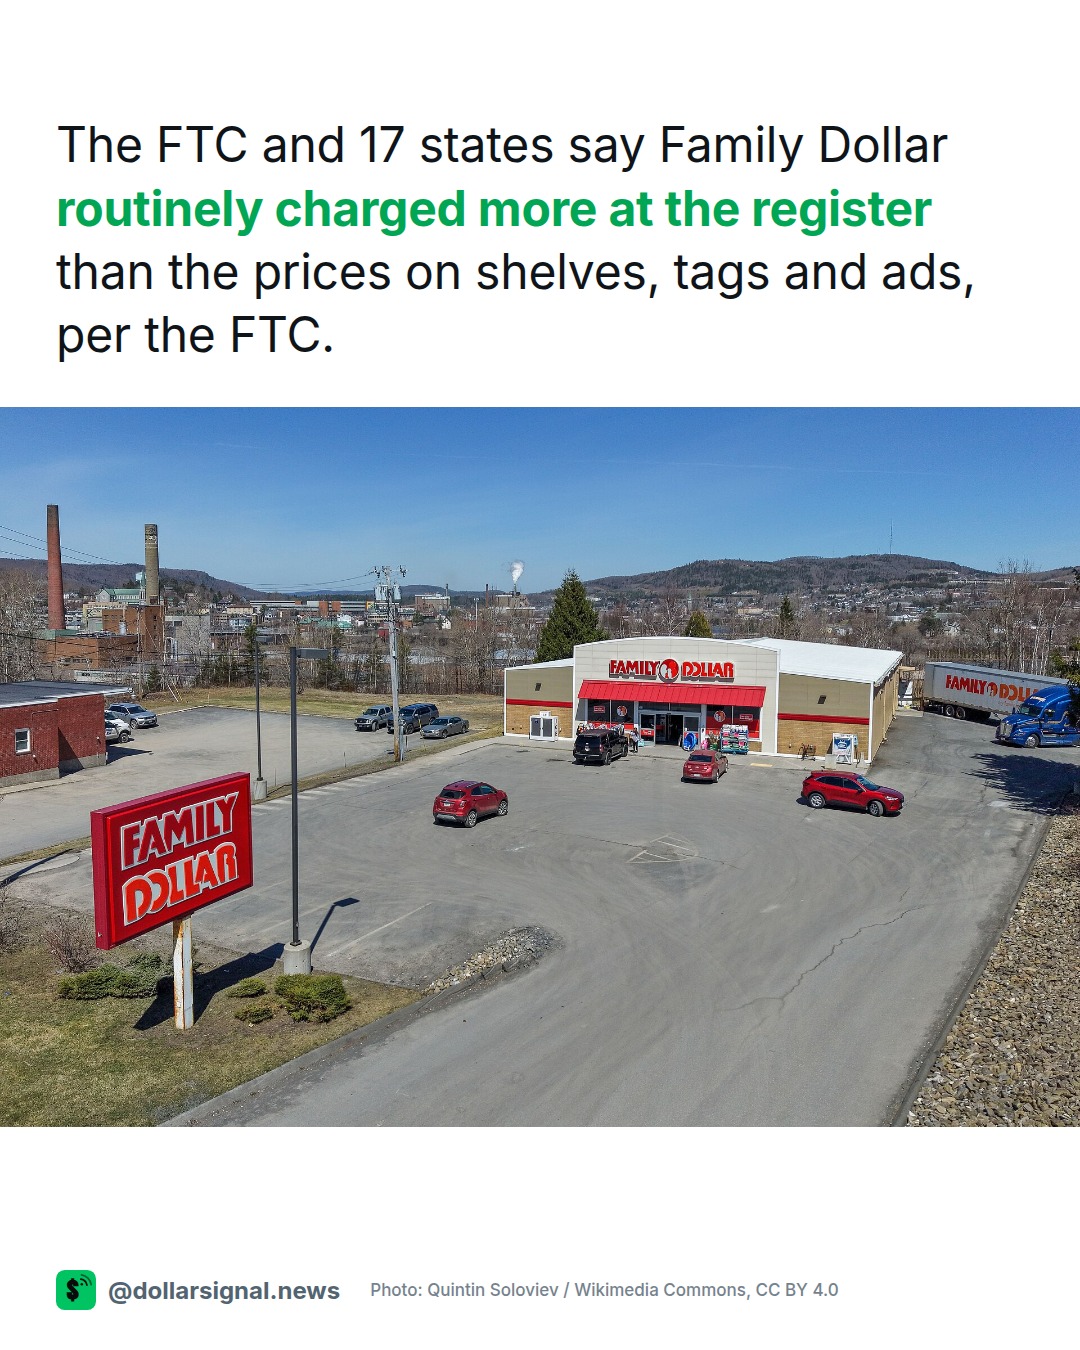 The FTC and 17 states say Family Dollar
routinely charged more at the register
than the prices on shelves, tags and ads,
per the FTC.
FAMILY DOLLAR
FAMILY DOLL
FAMILY
DOLLAR
@dollarsignal.news
Photo: Quintin Soloviev / Wikimedia Commons, CC BY 4.0